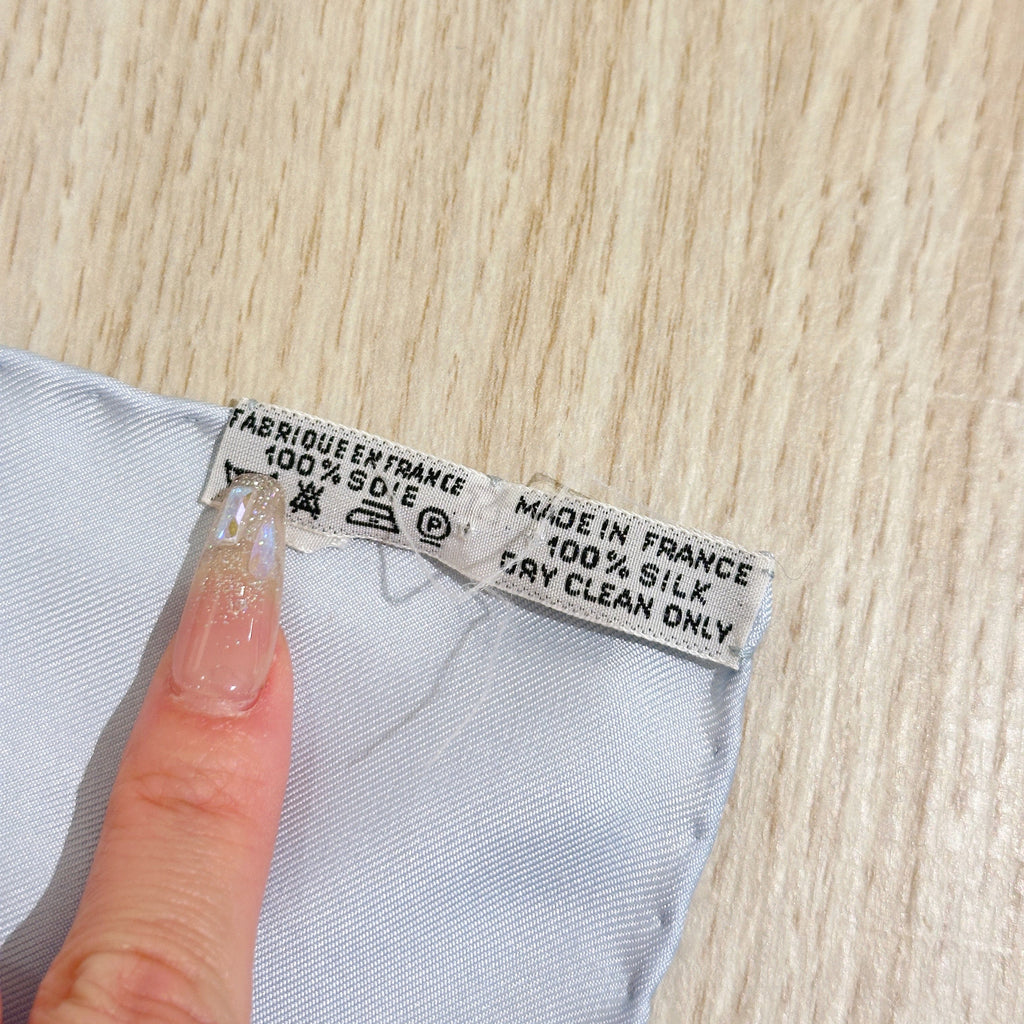 FABRIQUE EN FRANCE
100% SOIE
P
MADE IN FRANCE
100% SILK
DRY CLEAN ONLY